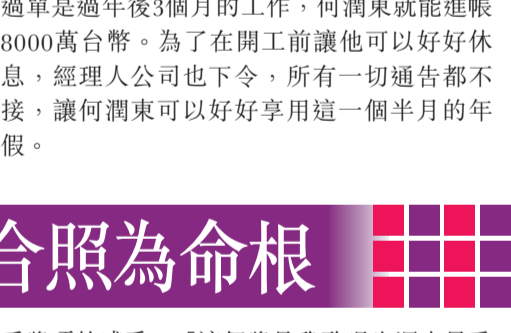 過單是過年後3個月的工作，何潤東就能進帳
8000萬台幣。為了在開工前讓他可以好好休
息，經理人公司也下令，所有一切通告都不
接，讓何潤東可以好好享用這一個半月的年
假。
合照為命根